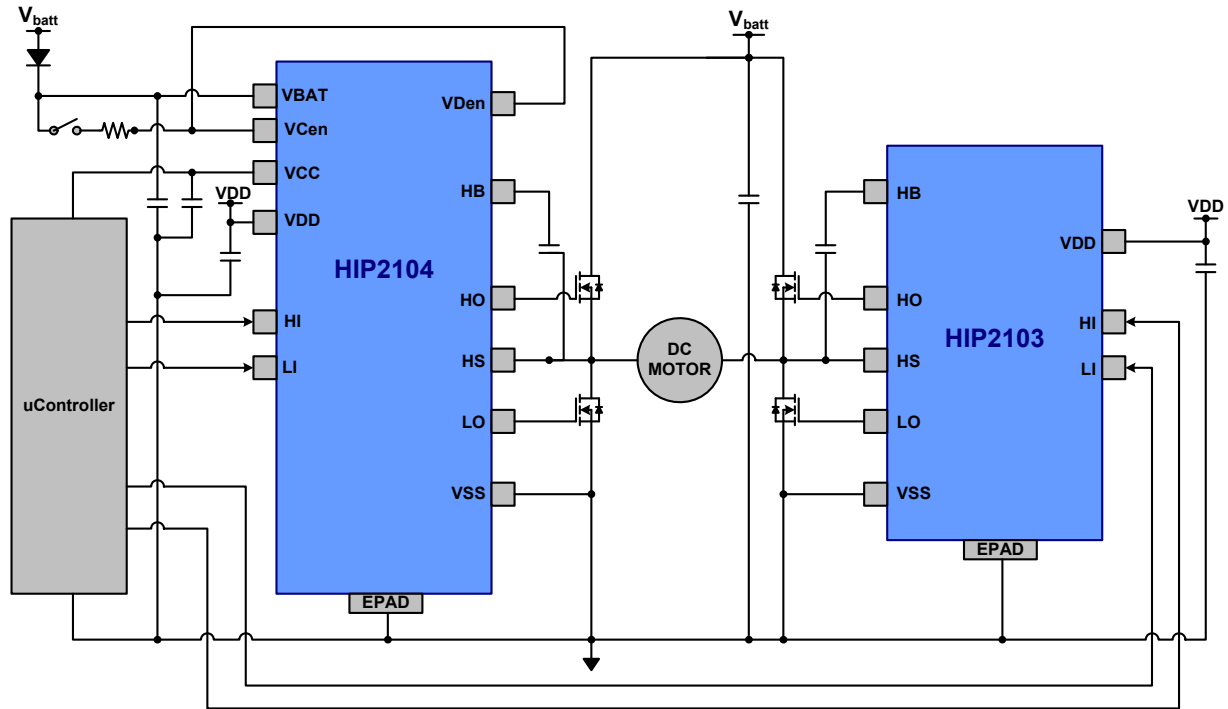 Vbatt
Vbatt
VBAT
VDen
VCen
VCC
HB
HB
VDD
VDD
VDD
VDD
HIP2104
HO
HO
HI
HI
HIP2103
DC
MOTOR
HS
HS
LI
LI
uController
LO
LO
VSS
VSS
EPAD
EPAD